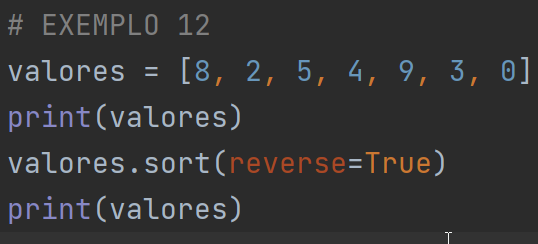 # EXEMPLO 12
valores = [8, 2, 5, 4, 9, 3, 0]
print(valores)
valores.sort(reverse=True)
print(valores)